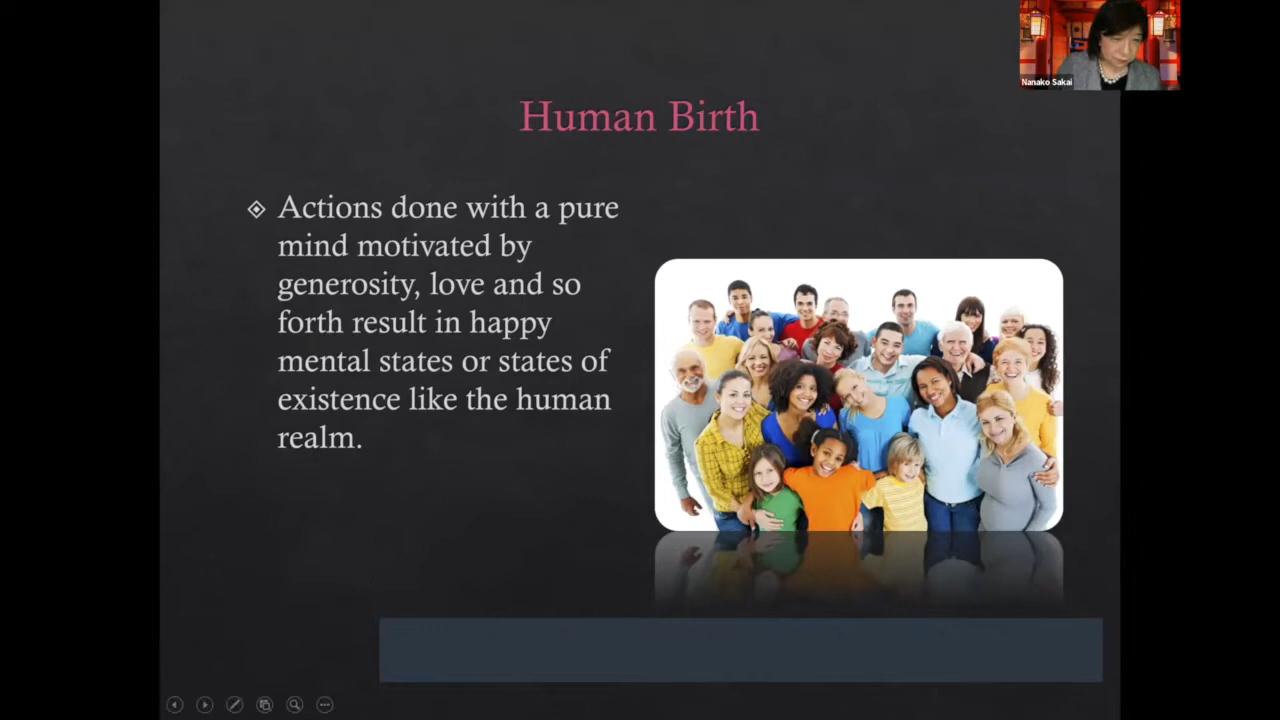 Nanako Sakai
Human Birth
Actions done with a pure
mind motivated by
generosity, love and so
forth result in happy
mental states or states of
existence like the human
realm.